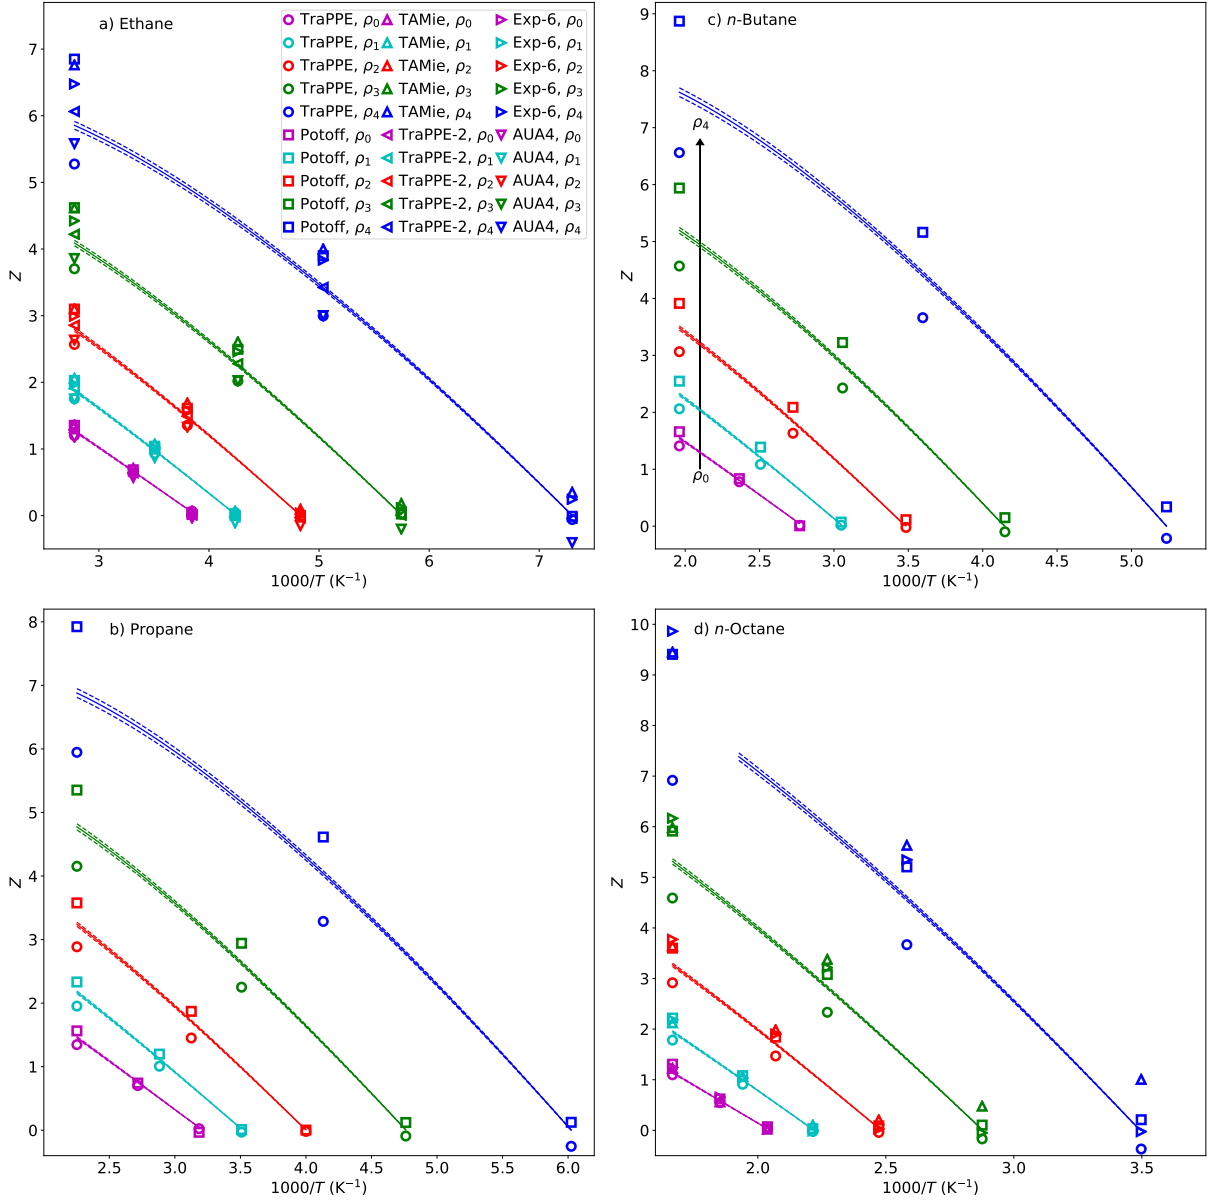 a) Ethane
TraPPE, ρ0 TAMie, ρ0 Exp-6, ρ0
TraPPE, ρ1 TAMie, ρ1 Exp-6, ρ1
TraPPE, ρ2 TAMie, ρ2 Exp-6, ρ2
TraPPE, ρ3 TAMie, ρ3 Exp-6, ρ3
TraPPE, ρ4 TAMie, ρ4 Exp-6, ρ4
Potoff, ρ0 TraPPE-2, ρ0 AUA4, ρ0
Potoff, ρ1 TraPPE-2, ρ1 AUA4, ρ1
Potoff, ρ2 TraPPE-2, ρ2 AUA4, ρ2
Potoff, ρ3 TraPPE-2, ρ3 AUA4, ρ3
Potoff, ρ4 TraPPE-2, ρ4 AUA4, ρ4
7
6
5
4
3
2
1
0
Z
3 4 5 6 7
1000/T (K−1)
c) n-Butane
ρ4
ρ0
9
8
7
6
5
4
3
2
1
0
Z
2.0 2.5 3.0 3.5 4.0 4.5 5.0
1000/T (K−1)
b) Propane
8
7
6
5
4
3
2
1
0
Z
2.5 3.0 3.5 4.0 4.5 5.0 5.5 6.0
1000/T (K−1)
d) n-Octane
10
9
8
7
6
5
4
3
2
1
0
Z
2.0 2.5 3.0 3.5
1000/T (K−1)